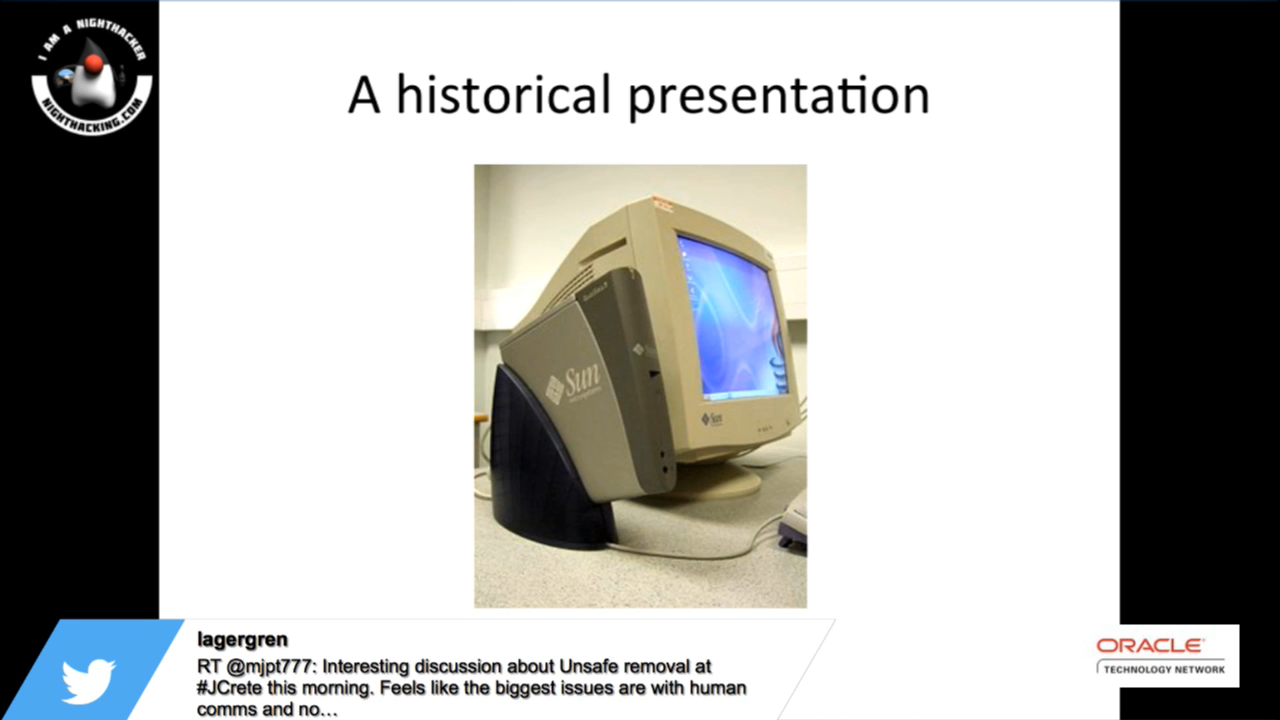 I AM A NIGHTHACKER
NIGHTHACKING.COM
A historical presentation
Sun
Sun
lagergren
RT @mjpt777: Interesting discussion about Unsafe removal at
#JCrete this morning. Feels like the biggest issues are with human
comms and no…
ORACLE
TECHNOLOGY NETWORK